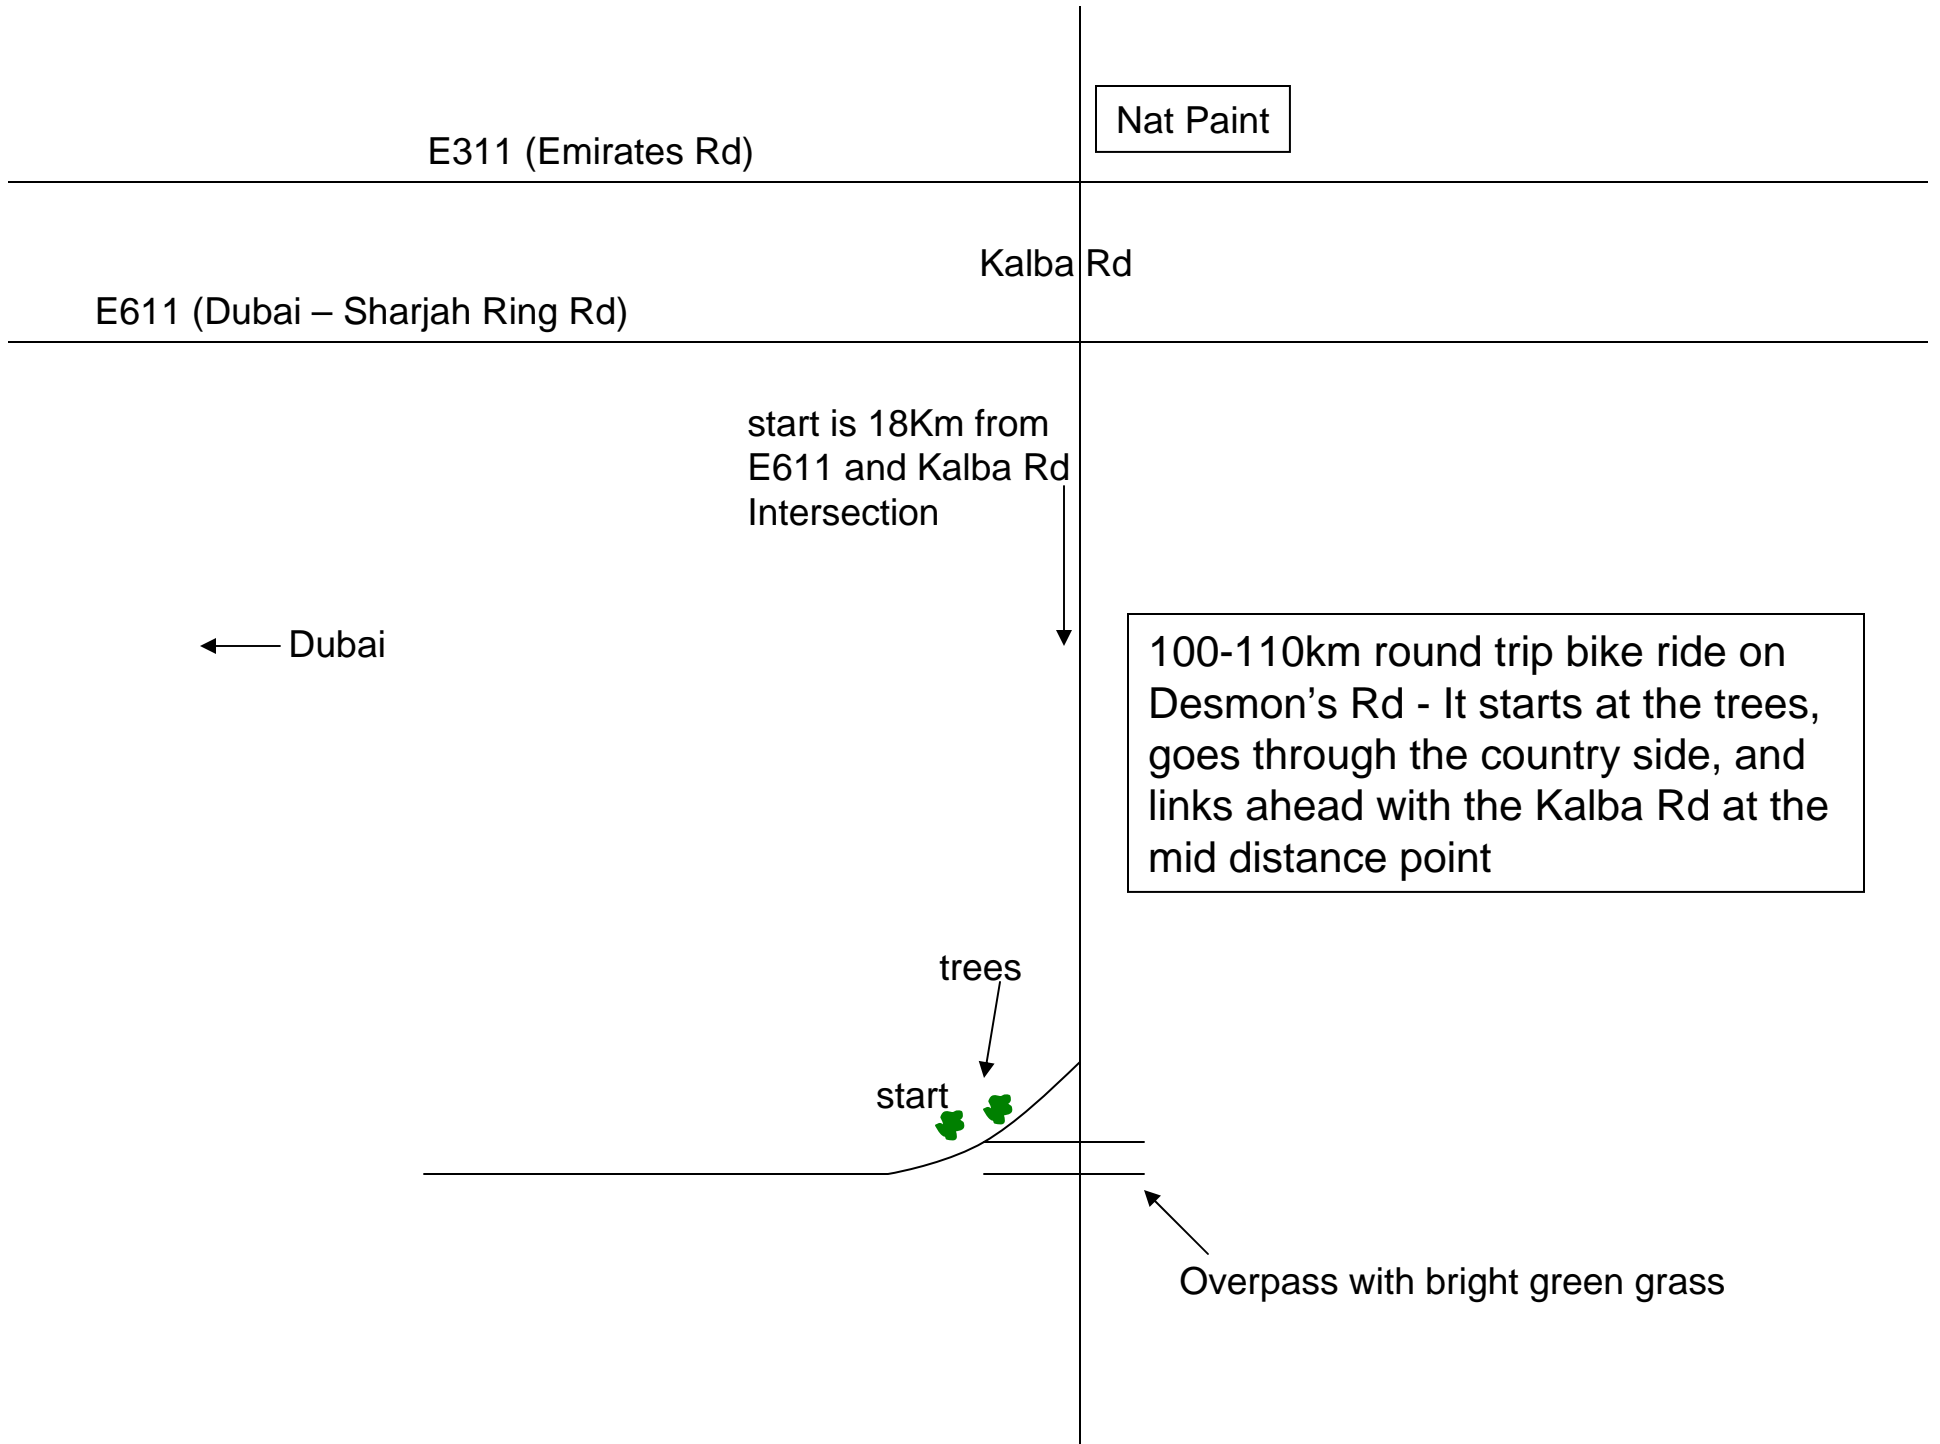 Nat Paint
E311 (Emirates Rd)
Kalba Rd
E611 (Dubai – Sharjah Ring Rd)
start is 18Km from
E611 and Kalba Rd
Intersection
Dubai
100-110km round trip bike ride on
Desmon's Rd - It starts at the trees,
goes through the country side, and
links ahead with the Kalba Rd at the
mid distance point
trees
start
Overpass with bright green grass